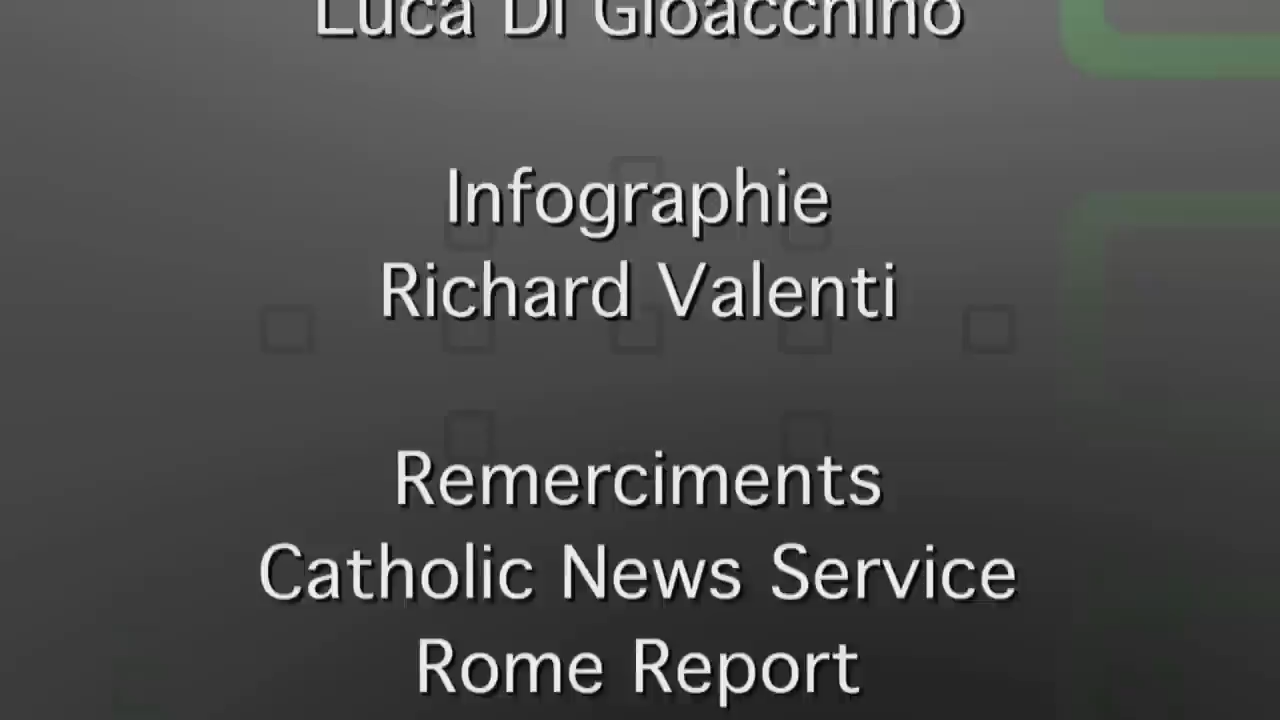 Luca Di Gioacchino
Infographie
Richard Valenti
Remerciments
Catholic News Service
Rome Report